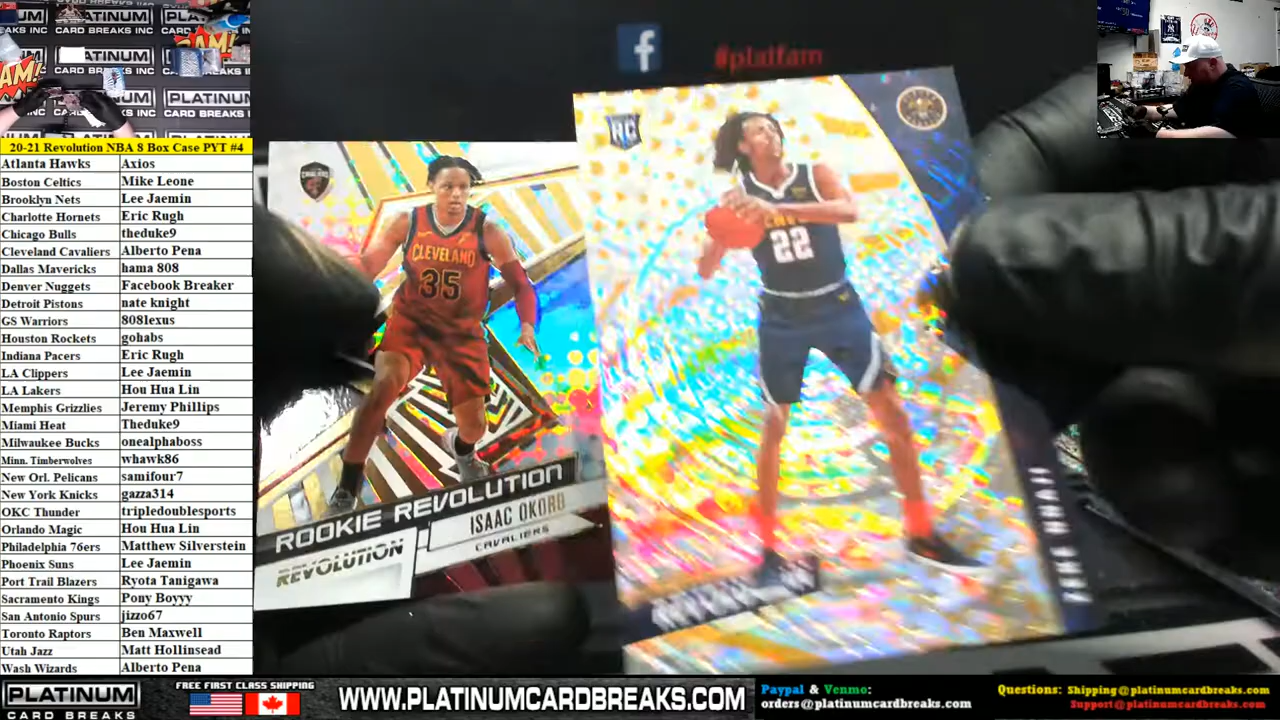 PLATINUM
CARD BREAKS INC
PLATINUM
20-21 Revolution NBA 8 Box Case PYT #4
Atlanta Hawks Axios
Boston Celtics Mike Leone
Brooklyn Nets Lee Jaemin
Charlotte Hornets Eric Rugh
Chicago Bulls theduke9
Cleveland Cavaliers Alberto Pena
Dallas Mavericks hama 808
Denver Nuggets Facebook Breaker
Detroit Pistons nate knight
GS Warriors 808lexus
Houston Rockets gohabs
Indiana Pacers Eric Rugh
LA Clippers Lee Jaemin
LA Lakers Hou Hua Lin
Memphis Grizzlies Jeremy Phillips
Miami Heat Theduke9
Milwaukee Bucks onealphaboss
Minn. Timberwolves whawk86
New Orl. Pelicans samifour7
New York Knicks gazza314
OKC Thunder tripledoublesports
Orlando Magic Hou Hua Lin
Philadelphia 76ers Matthew Silverstein
Phoenix Suns Lee Jaemin
Port Trail Blazers Ryota Tanigawa
Sacramento Kings Pony Boyyy
San Antonio Spurs jizzo67
Toronto Raptors Ben Maxwell
Utah Jazz Matt Hollinsead
Wash Wizards Alberto Pena
f #platfam
CAVALIERS
CLEVELAND
35
ROOKIE REVOLUTION
REVOLUTION
ISAAC OKORO
CAVALIERS
RC
22
ZEKE NNAJI
PLATINUM
CARD BREAKS
FREE FIRST CLASS SHIPPING
WWW.PLATINUMCARDBREAKS.COM
Paypal & Venmo:
orders@platinumcardbreaks.com
Questions: Shipping@platinumcardbreaks.com
Support@platinumcardbreaks.com